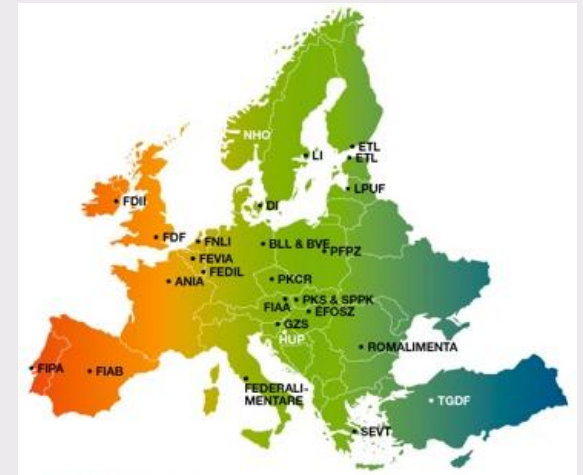 NHO
LI
ETL
ETL
LPUF
FDII
DI
FDF
FNLI
BLL & BVE
PFPZ
FEVIA
FEDIL
ANIA
PKCR
PKS & SPPK
FIAA
ÉFOSZ
GZS
HUP
ROMALIMENTA
FIPA
FIAB
FEDERALI-
MENTARE
TGDF
SEVT